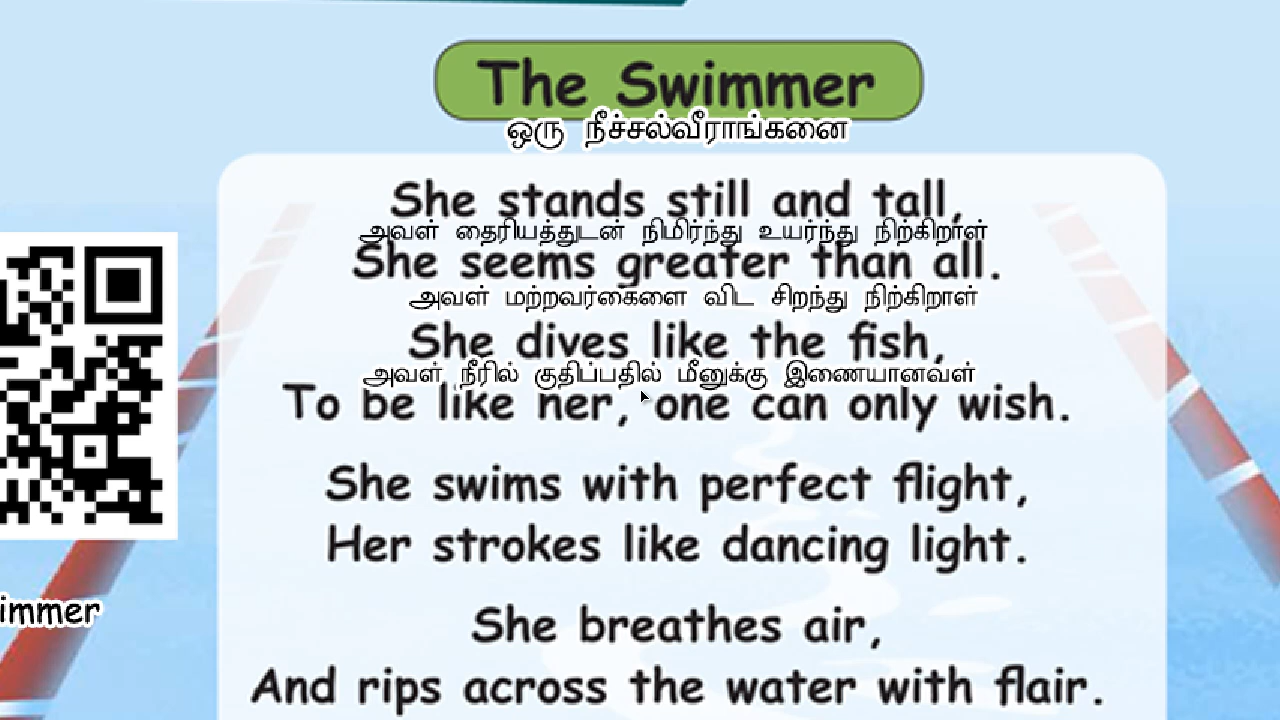 The Swimmer
ஒரு நீச்சல்வீராங்கனை
She stands still and tall,
அவள் தைரியத்துடன் நிமிர்ந்து உயர்ந்து நிற்கிறாள்
She seems greater than all.
அவள் மற்றவர்களை விட சிறந்து நிற்கிறாள்
She dives like the fish,
அவள் நீரில் குதிப்பதில் மீனுக்கு இணையானவள்
To be like her, one can only wish.
She swims with perfect flight,
Her strokes like dancing light.
immer
She breathes air,
And rips across the water with flair.